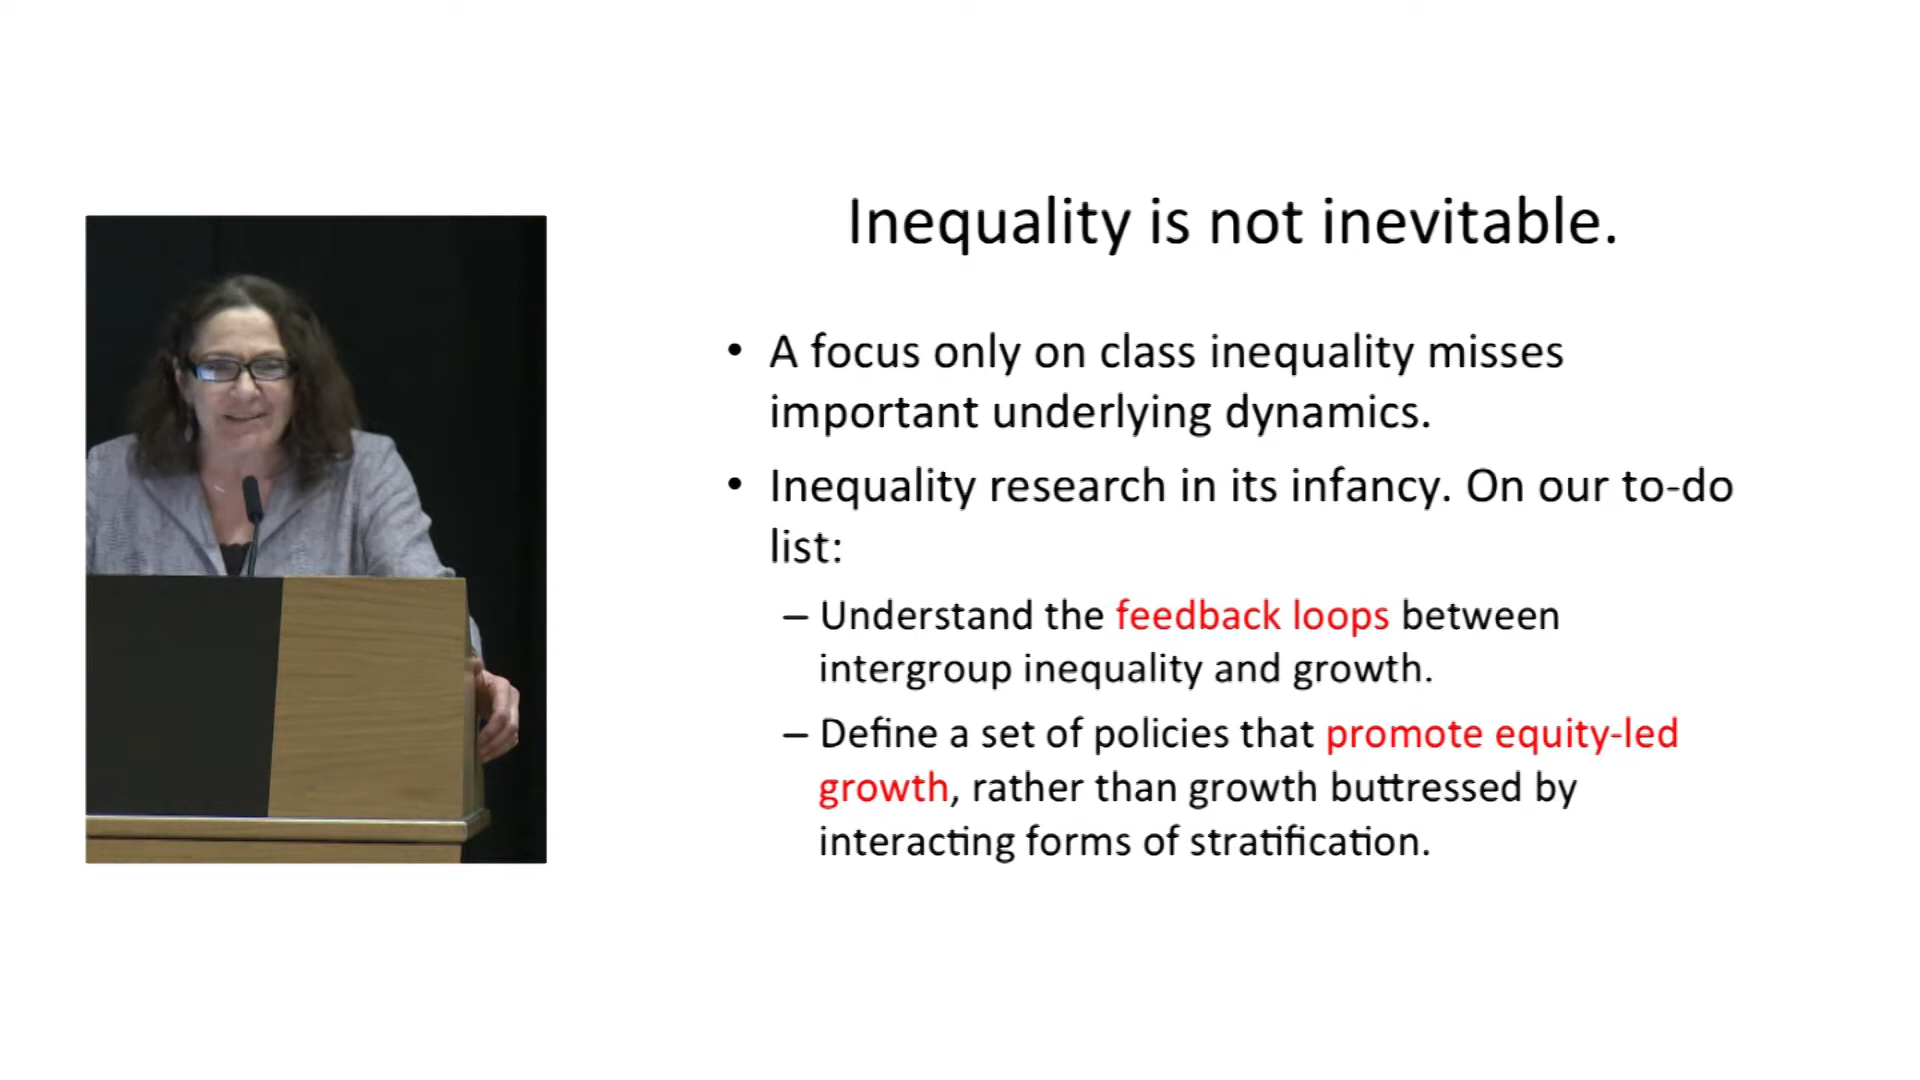 Inequality is not inevitable.
• A focus only on class inequality misses
important underlying dynamics.
• Inequality research in its infancy. On our to-do
list:
– Understand the feedback loops between
intergroup inequality and growth.
– Define a set of policies that promote equity-led
growth, rather than growth buttressed by
interacting forms of stratification.